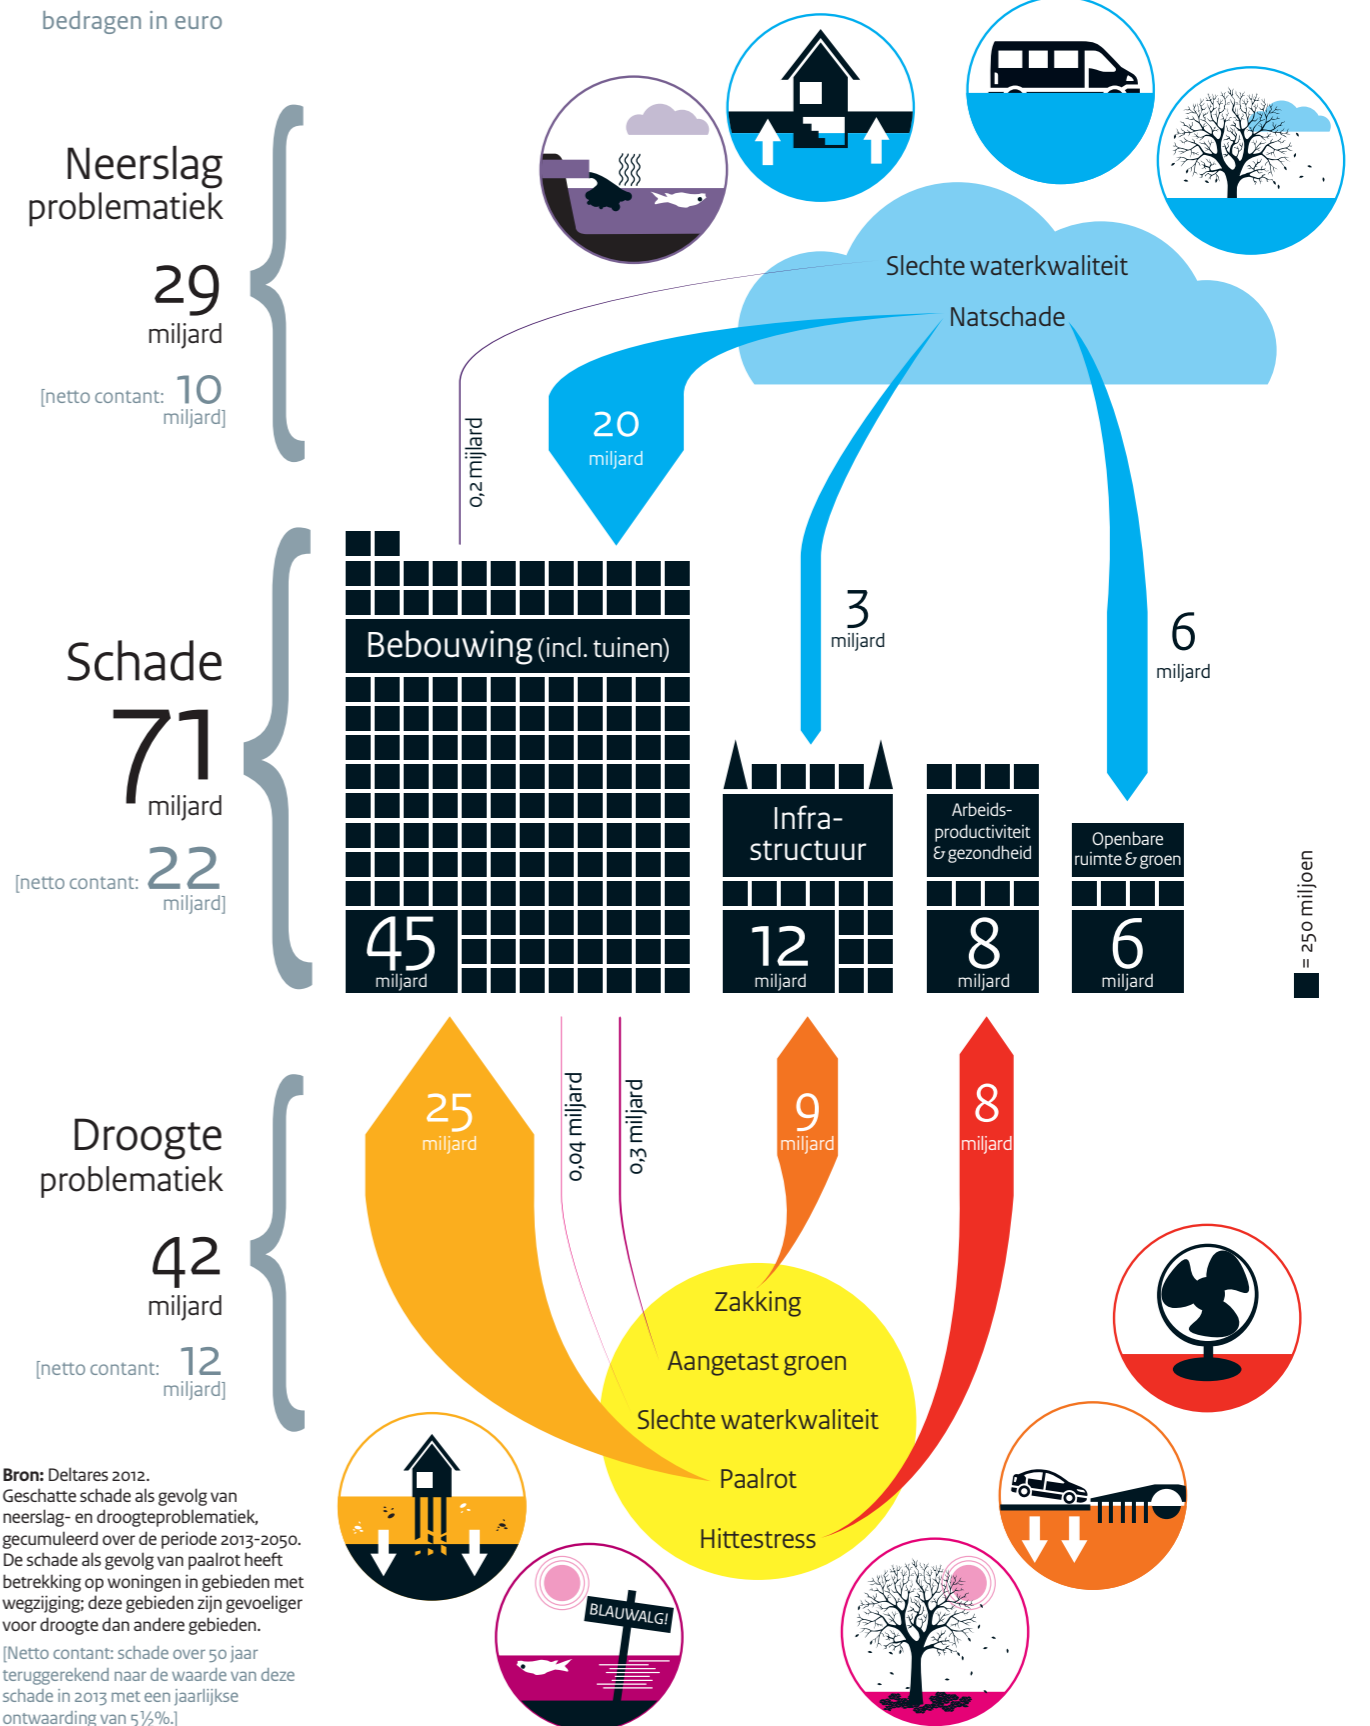 bedragen in euro
Neerslag
problematiek
29
miljard
[netto contant: 10
miljard]
Slechte waterkwaliteit
Natschade
0,2 mijlard
20
miljard
3
miljard
6
miljard
Schade
71
miljard
[netto contant: 22
miljard]
Bebouwing (incl. tuinen)
45
miljard
Infra-
structuur
12
miljard
Arbeids-
productiviteit
& gezondheid
8
miljard
Openbare
ruimte & groen
6
miljard
= 250 miljoen
Droogte
problematiek
42
miljard
[netto contant: 12
miljard]
25
miljard
0,04 miljard
0,3 miljard
9
miljard
8
miljard
Zakking
Aangetast groen
Slechte waterkwaliteit
Paalrot
Hittestress
BLAUWALG!
Bron: Deltares 2012.
Geschatte schade als gevolg van
neerslag- en droogteproblematiek,
gecumuleerd over de periode 2013-2050.
De schade als gevolg van paalrot heeft
betrekking op woningen in gebieden met
wegzijging; deze gebieden zijn gevoeliger
voor droogte dan andere gebieden.
[Netto contant: schade over 50 jaar
teruggerekend naar de waarde van deze
schade in 2013 met een jaarlijkse
ontwaarding van 5½%.]